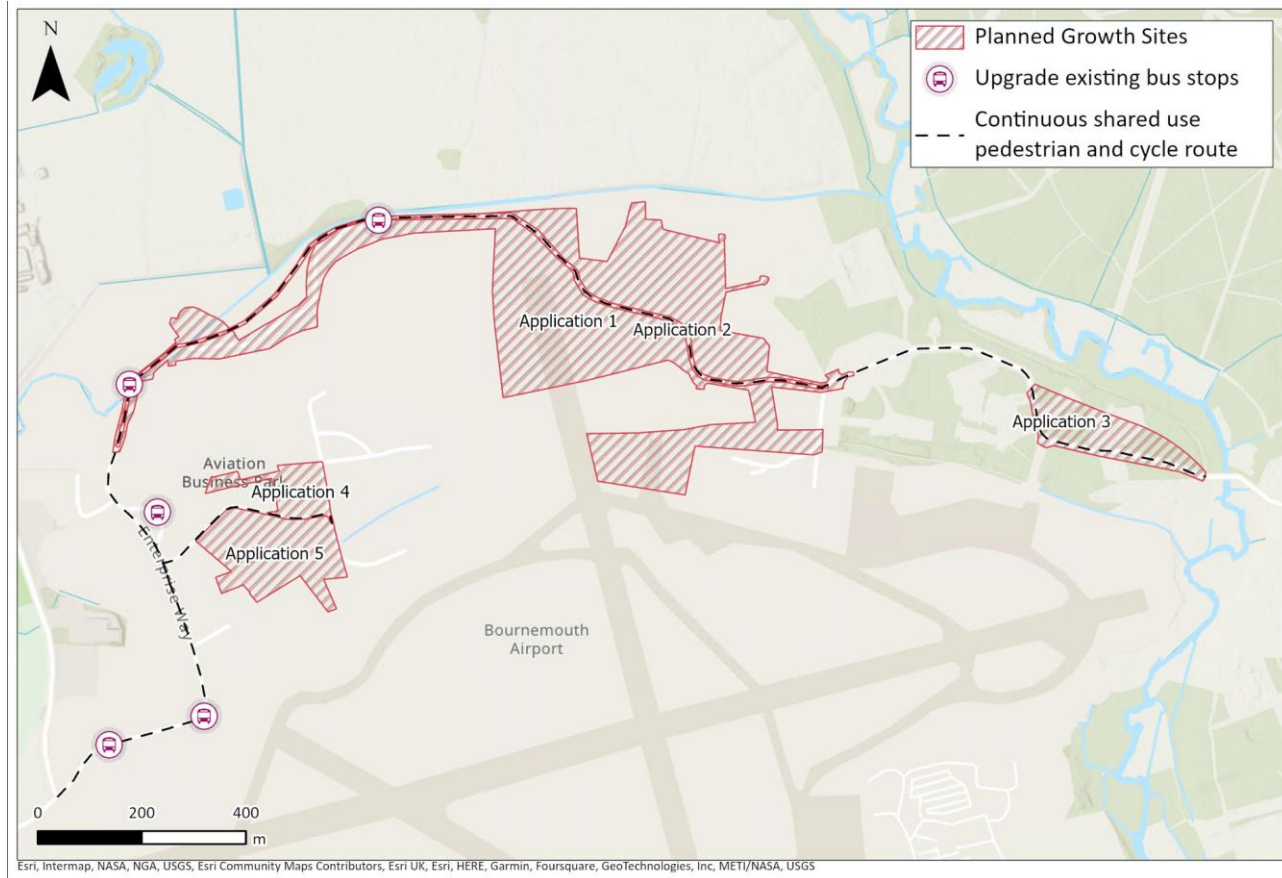 N
Planned Growth Sites
Upgrade existing bus stops
Continuous shared use
pedestrian and cycle route
Application 1
Application 2
Application 3
Aviation
Business Park
Application 4
Application 5
Enterprise Way
Bournemouth
Airport
0 200 400
m
Esri, Intermap, NASA, NGA, USGS, Esri Community Maps Contributors, Esri UK, Esri, HERE, Garmin, Foursquare, GeoTechnologies, Inc, METI/NASA, USGS